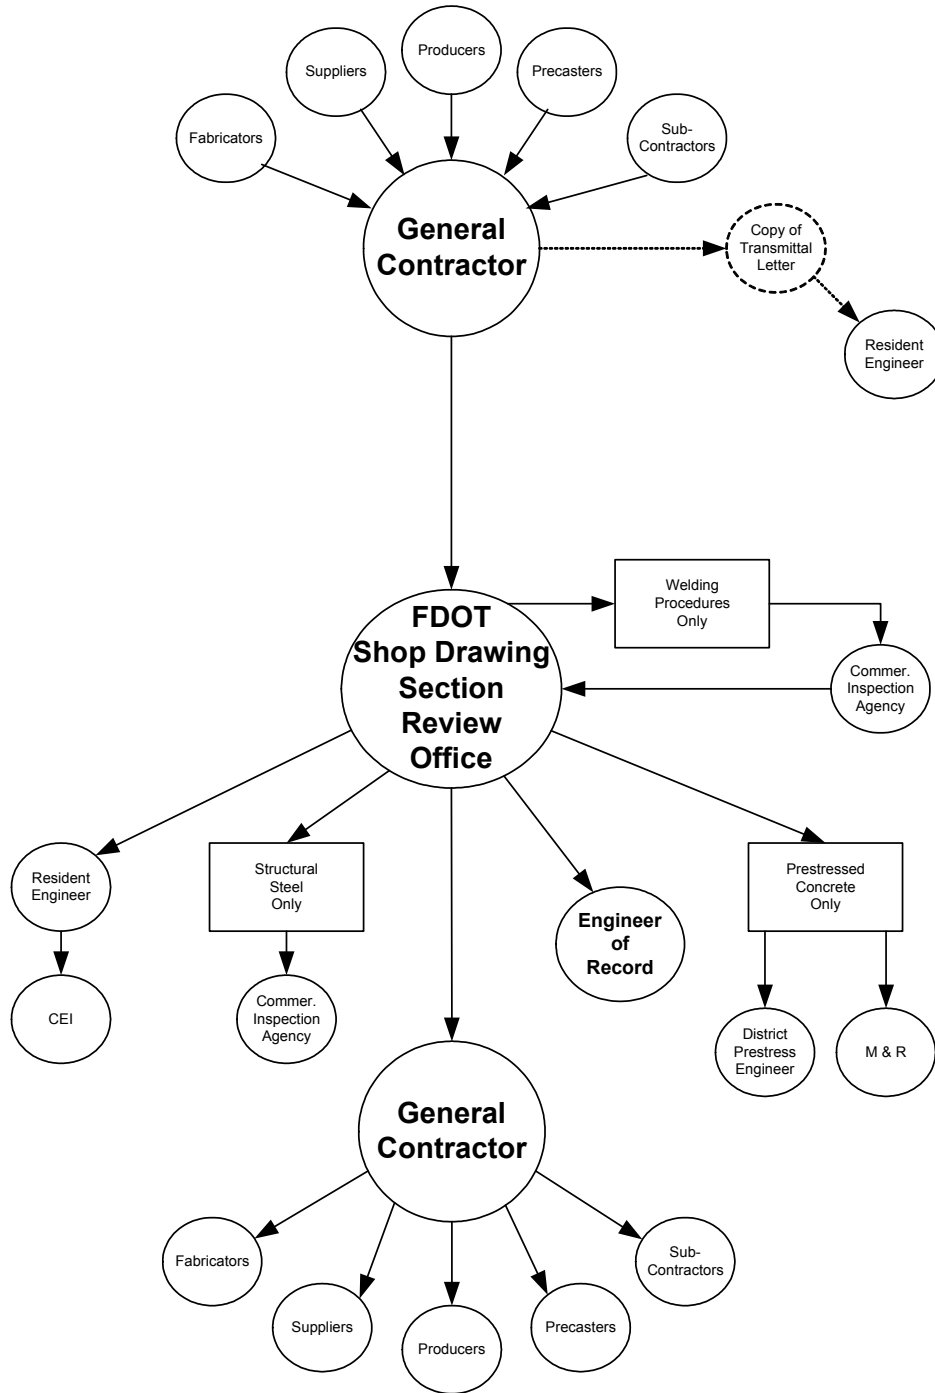 Producers
Suppliers
Precasters
Fabricators
Sub-
Contractors
General
Contractor
Copy of
Transmittal
Letter
Resident
Engineer
Welding
Procedures
Only
FDOT
Shop Drawing
Section
Review
Office
Commer.
Inspection
Agency
Resident
Engineer
Structural
Steel
Only
Engineer
of
Record
Prestressed
Concrete
Only
CEI
Commer.
Inspection
Agency
District
Prestress
Engineer
M & R
General
Contractor
Fabricators
Sub-
Contractors
Suppliers
Precasters
Producers